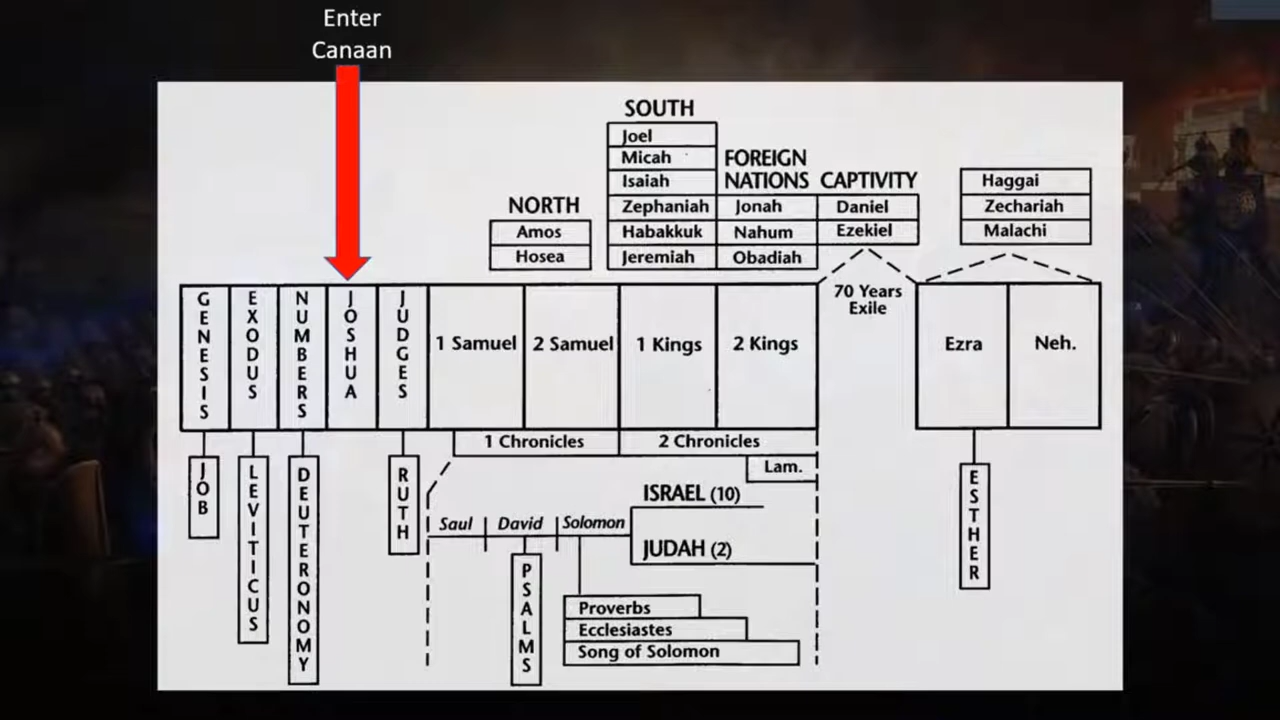 Enter
Canaan
SOUTH
Joel
Micah
Isaiah
Zephaniah
Habakkuk
Jeremiah
FOREIGN
NATIONS
Jonah
Nahum
Obadiah
CAPTIVITY
Daniel
Ezekiel
Haggai
Zechariah
Malachi
NORTH
Amos
Hosea
GENESIS
EXODUS
NUMBERS
JOSHUA
JUDGES
1 Samuel
2 Samuel
1 Kings
2 Kings
70 Years
Exile
Ezra
Neh.
1 Chronicles
2 Chronicles
Lam.
JOB
LEVITICUS
DEUTERONOMY
RUTH
ISRAEL (10)
Saul
David
Solomon
JUDAH (2)
PSALMS
Proverbs
Ecclesiastes
Song of Solomon
ESTHER